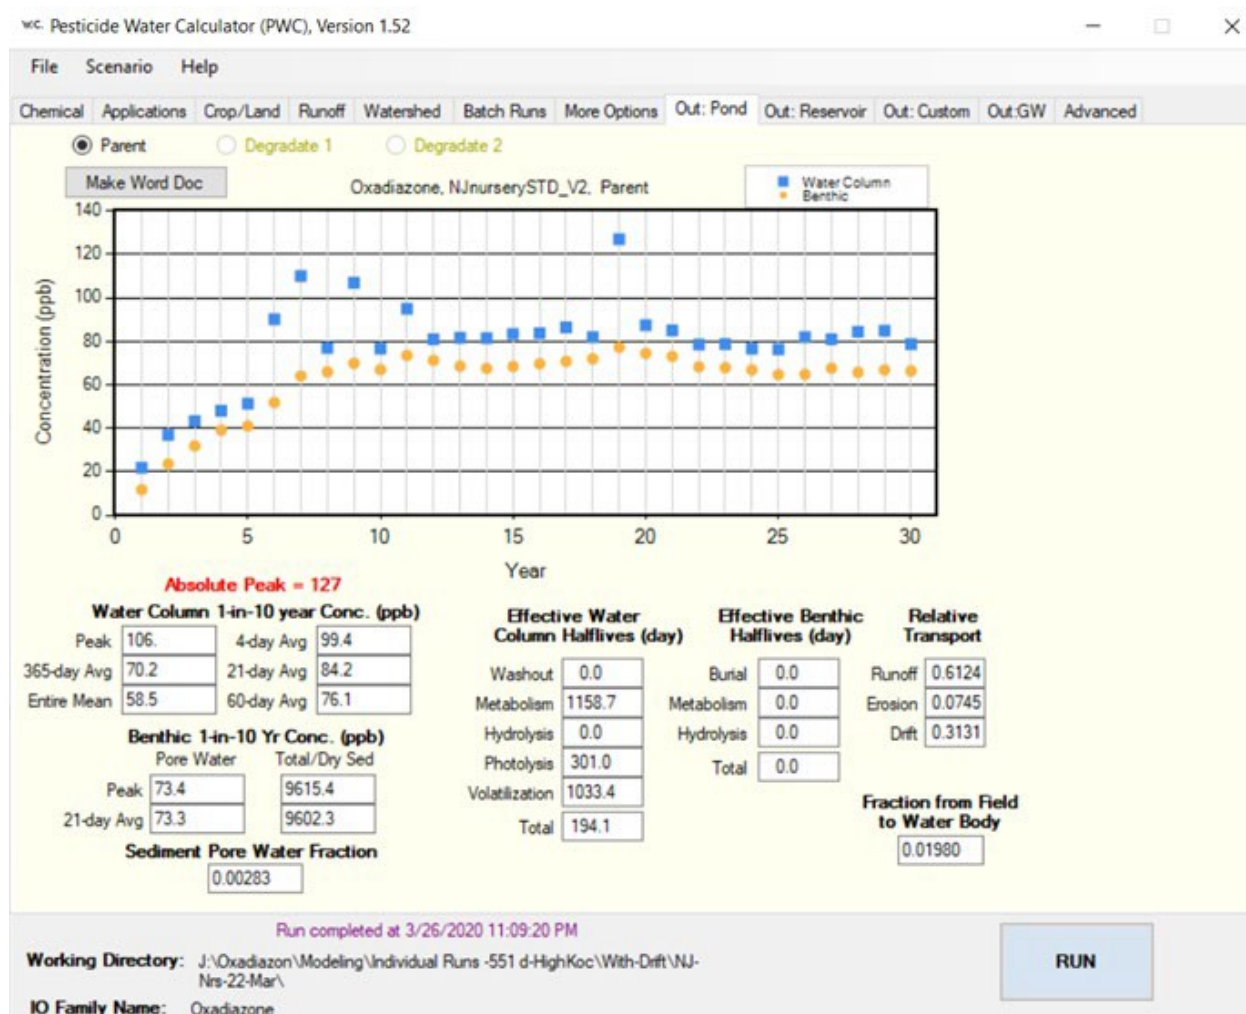 w.c. Pesticide Water Calculator (PWC), Version 1.52
File Scenario Help
Chemical Applications Crop/Land Runoff Watershed Batch Runs More Options Out: Pond Out: Reservoir Out: Custom Out:GW Advanced
Parent Degradate 1 Degradate 2
Make Word Doc
Oxadiazone, NJnurserySTD_V2, Parent
Water Column
Benthic
140
120
100
80
60
40
20
0
Concentration (ppb)
0 5 10 15 20 25 30
Year
Absolute Peak = 127
Water Column 1-in-10 year Conc. (ppb)
Peak 106. 4-day Avg 99.4
365-day Avg 70.2 21-day Avg 84.2
Entire Mean 58.5 60-day Avg 76.1
Benthic 1-in-10 Yr Conc. (ppb)
Pore Water Total/Dry Sed
Peak 73.4 9615.4
21-day Avg 73.3 9602.3
Sediment Pore Water Fraction
0.00283
Effective Water
Column Halflives (day)
Washout 0.0
Metabolism 1158.7
Hydrolysis 0.0
Photolysis 301.0
Volatilization 1033.4
Total 194.1
Effective Benthic
Halflives (day)
Burial 0.0
Metabolism 0.0
Hydrolysis 0.0
Total 0.0
Relative
Transport
Runoff 0.6124
Erosion 0.0745
Drift 0.3131
Fraction from Field
to Water Body
0.01980
Run completed at 3/26/2020 11:09:20 PM
Working Directory: J:\Oxadiazon\Modeling\Individual Runs -551 d-HighKoc\With-Drift\NJ-
Nrs-22-Mar\
IO Family Name: Oxadiazone
RUN